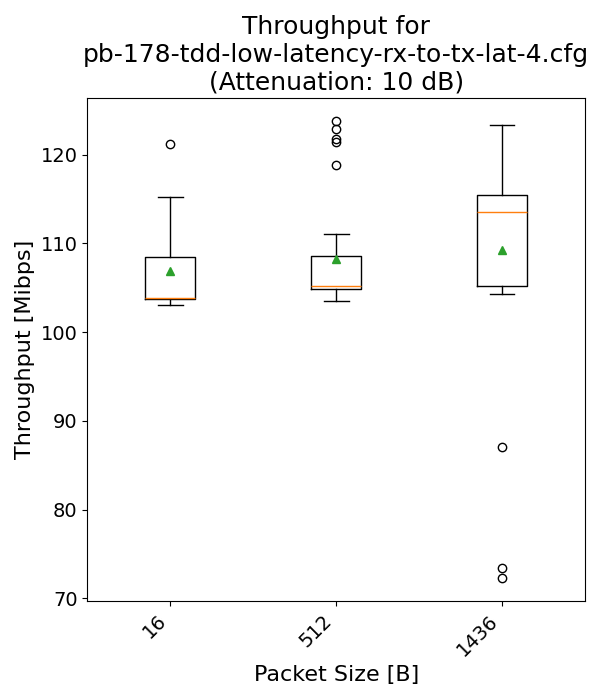 Throughput for
pb-178-tdd-low-latency-rx-to-tx-lat-4.cfg
(Attenuation: 10 dB)
Throughput [Mibps]
120
110
100
90
80
70
16
512
1436
Packet Size [B]